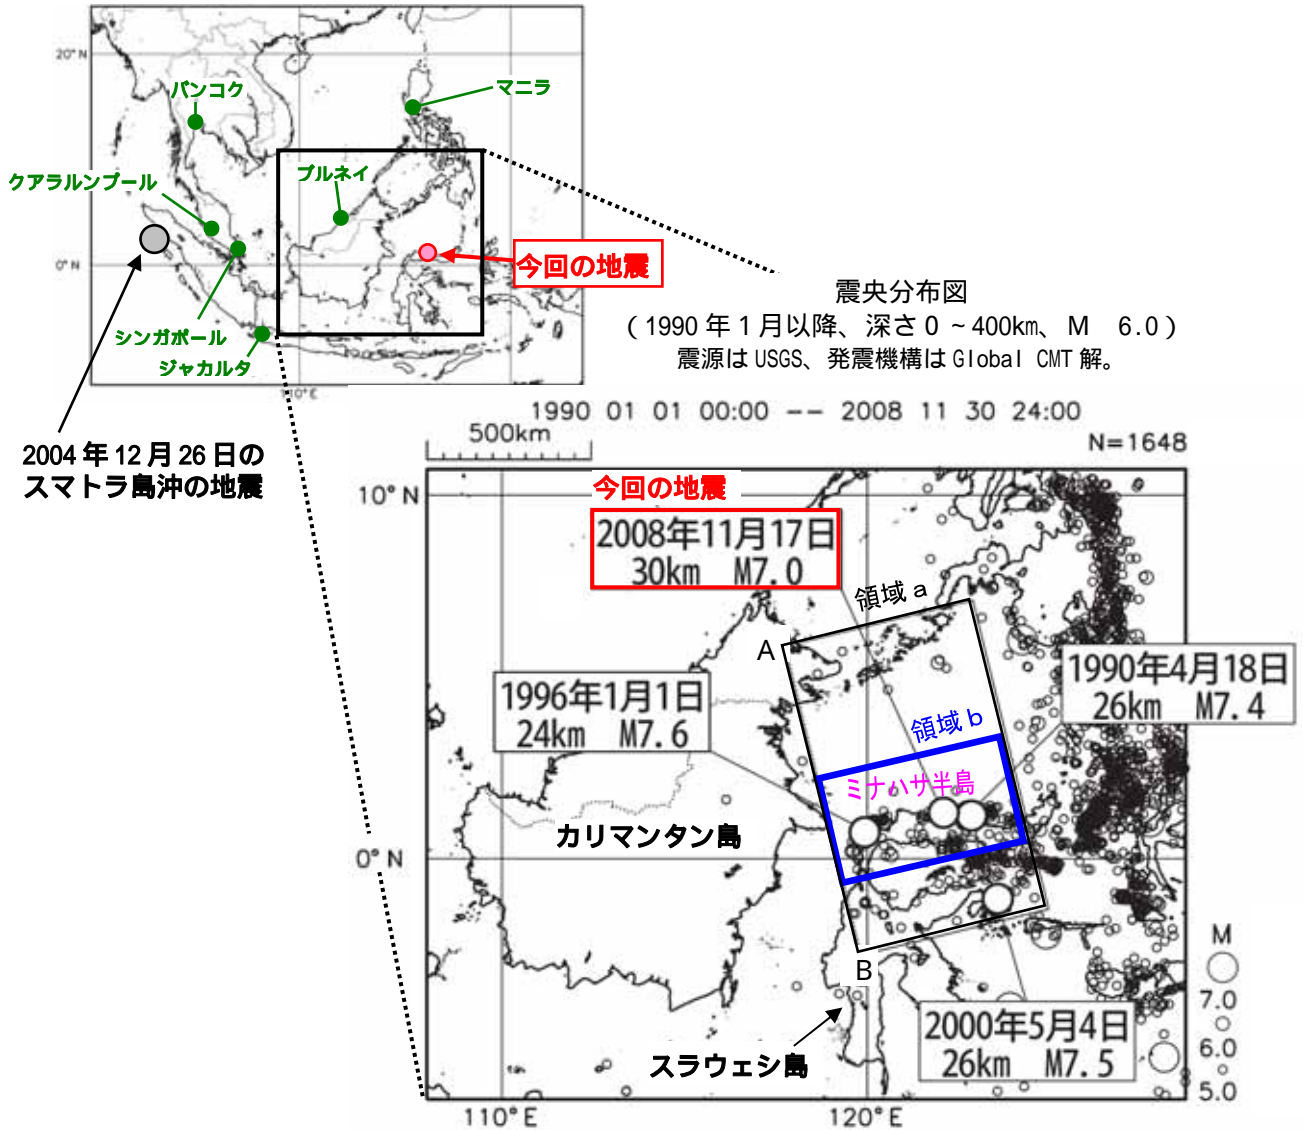 20°N
バンコク
マニラ
クアラルンプール
ブルネイ
0°N
今回の地震
シンガポール
ジャカルタ
110°E
2004年12月26日の
スマトラ島沖の地震
震央分布図
(1990年1月以降、深さ0~400km、M 6.0)
震源はUSGS、発震機構はGlobal CMT解。
1990 01 01 00:00 -- 2008 11 30 24:00
500km
N=1648
10°N
今回の地震
2008年11月17日
30km M7.0
領域a
A
1990年4月18日
26km M7.4
1996年1月1日
24km M7.6
領域b
ミナハサ半島
カリマンタン島
0°N
B
M
7.0
6.0
5.0
2000年5月4日
26km M7.5
スラウェシ島
110°E
120°E